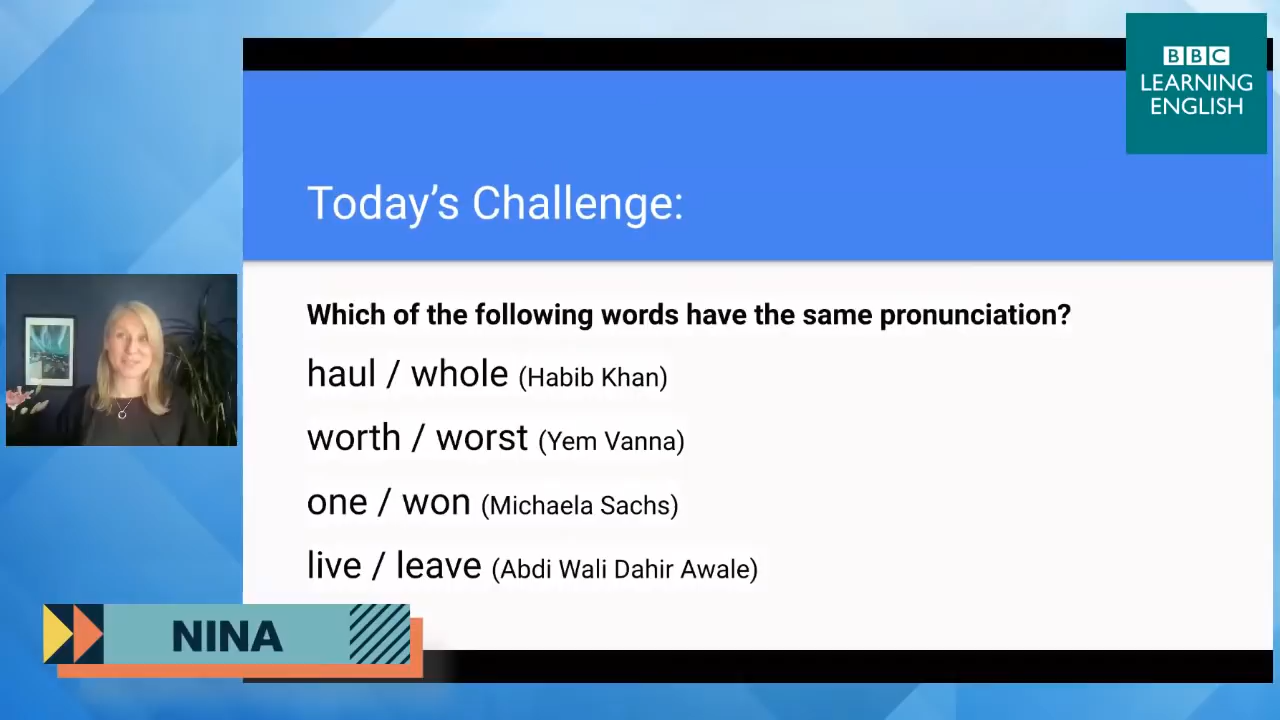 BBC
LEARNING
ENGLISH
Today’s Challenge:
Which of the following words have the same pronunciation?
haul / whole (Habib Khan)
worth / worst (Yem Vanna)
one / won (Michaela Sachs)
live / leave (Abdi Wali Dahir Awale)
NINA